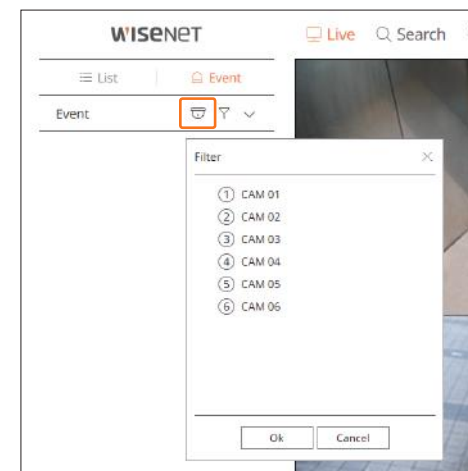 WISENET Live Search
List Event
Event
Filter
1 CAM 01
2 CAM 02
3 CAM 03
4 CAM 04
5 CAM 05
6 CAM 06
Ok Cancel